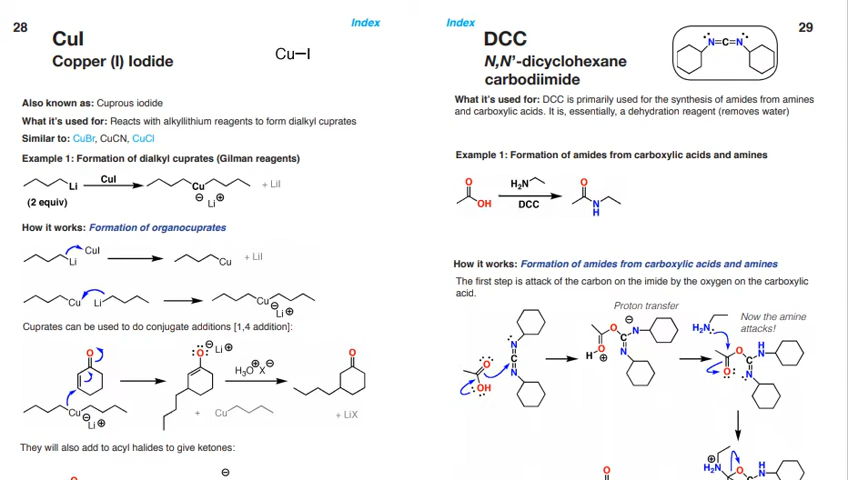 28
Index
CuI
Copper (I) Iodide
Cu–I
Also known as: Cuprous iodide
What it's used for: Reacts with alkyllithium reagents to form dialkyl cuprates
Similar to: CuBr, CuCN, CuCl
Example 1: Formation of dialkyl cuprates (Gilman reagents)
Li
CuI
Cu
⊖
Li⊕
+ LiI
(2 equiv)
How it works: Formation of organocuprates
CuI
Li
Cu
+ LiI
Cu
Li
Cu
⊖
Li⊕
Cuprates can be used to do conjugate additions [1,4 addition]:
O
Cu
⊖
Li⊕
O
⊖
Li⊕
+ Cu
H3O⊕ X⊖
O
+ LiX
They will also add to acyl halides to give ketones:
⊖
Index
29
DCC
N,N'-dicyclohexane
carbodiimide
N=C=N
What it's used for: DCC is primarily used for the synthesis of amides from amines
and carboxylic acids. It is, essentially, a dehydration reagent (removes water)
Example 1: Formation of amides from carboxylic acids and amines
O
OH
H2N
DCC
O
N
H
How it works: Formation of amides from carboxylic acids and amines
The first step is attack of the carbon on the imide by the oxygen on the carboxylic
acid.
N
C
N
O
OH
Proton transfer
⊖
O
N
C
H
O
⊕
N
Now the amine
attacks!
H2N
O
H
N
C
O
N
⊕
H2N
O
H
N
O